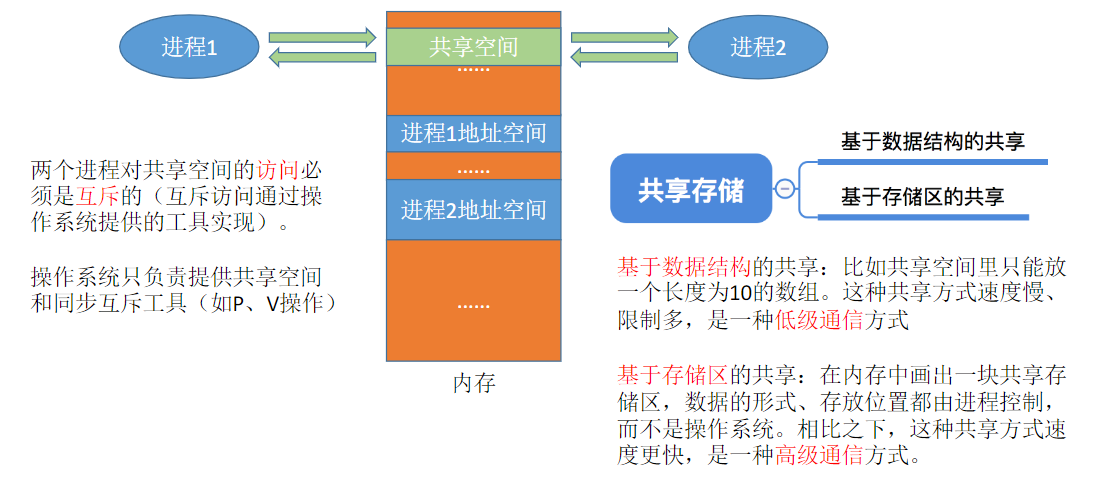 进程1
共享空间
进程2
......
进程1地址空间
......
进程2地址空间
......
内存
两个进程对共享空间的访问必
须是互斥的（互斥访问通过操
作系统提供的工具实现）。
操作系统只负责提供共享空间
和同步互斥工具（如P、V操作）
共享存储
基于数据结构的共享
基于存储区的共享
基于数据结构的共享：比如共享空间里只能放
一个长度为10的数组。这种共享方式速度慢、
限制多，是一种低级通信方式
基于存储区的共享：在内存中画出一块共享存
储区，数据的形式、存放位置都由进程控制，
而不是操作系统。相比之下，这种共享方式速
度更快，是一种高级通信方式。